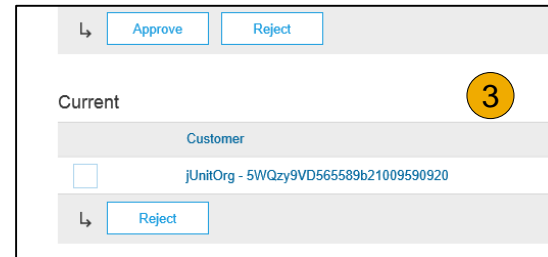 Approve Reject
Current
3
Customer
jUnitOrg - 5WQzy9VD565589b21009590920
Reject